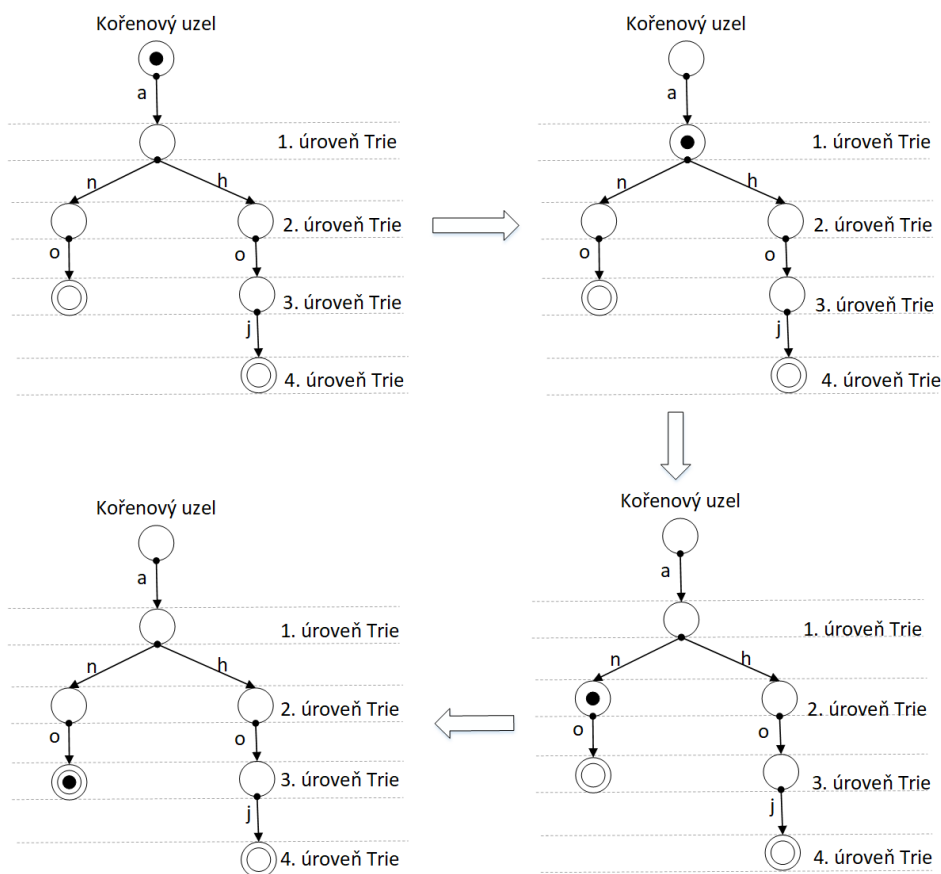 Kořenový uzel
a
1. úroveň Trie
n
h
2. úroveň Trie
o
o
3. úroveň Trie
j
4. úroveň Trie
Kořenový uzel
a
1. úroveň Trie
n
h
2. úroveň Trie
o
o
3. úroveň Trie
j
4. úroveň Trie
Kořenový uzel
a
1. úroveň Trie
n
h
2. úroveň Trie
o
o
3. úroveň Trie
j
4. úroveň Trie
Kořenový uzel
a
1. úroveň Trie
n
h
2. úroveň Trie
o
o
3. úroveň Trie
j
4. úroveň Trie